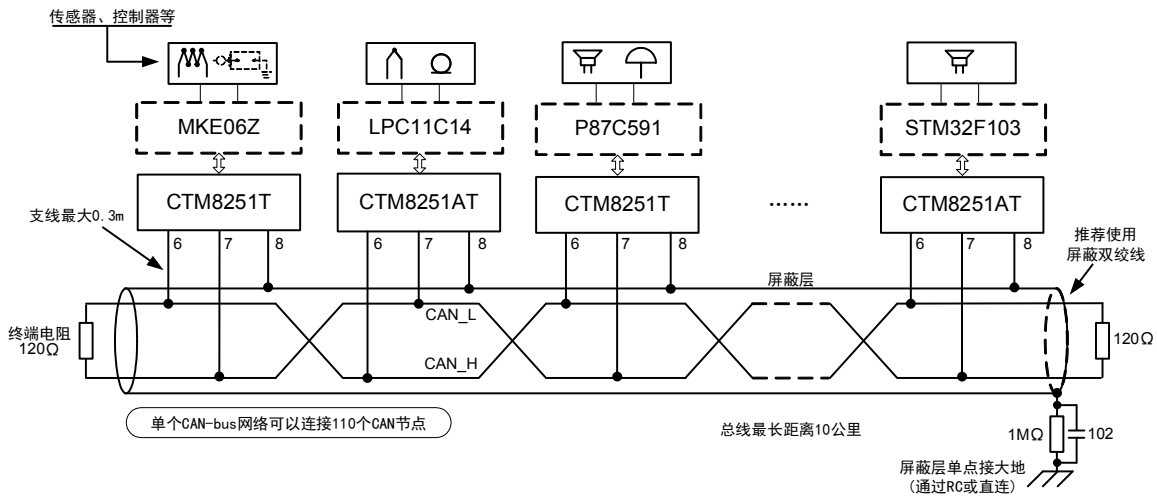 传感器、控制器等
MKE06Z
LPC11C14
P87C591
STM32F103
CTM8251T
CTM8251AT
CTM8251T
……
CTM8251AT
支线最大0.3m
6
7
8
6
7
8
6
7
8
6
7
8
推荐使用
屏蔽双绞线
屏蔽层
CAN_L
CAN_H
终端电阻
120Ω
120Ω
单个CAN-bus网络可以连接110个CAN节点
总线最长距离10公里
1MΩ
102
屏蔽层单点接大地
(通过RC或直连)